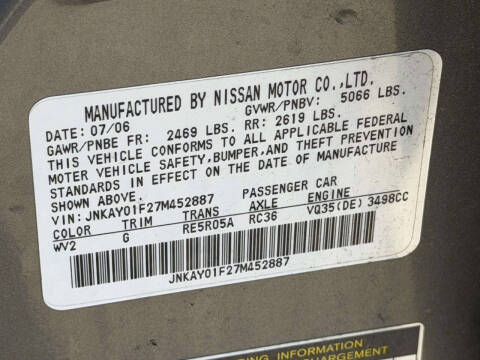 MANUFACTURED BY NISSAN MOTOR CO.,LTD.
DATE: 07/06 GVWR/PNBV: 5066 LBS.
GAWR/PNBE FR: 2469 LBS. RR: 2619 LBS.
THIS VEHICLE CONFORMS TO ALL APPLICABLE FEDERAL
MOTOR VEHICLE SAFETY,BUMPER,AND THEFT PREVENTION
STANDARDS IN EFFECT ON THE DATE OF MANUFACTURE
VIN: JNKAY01F27M452887 PASSENGER CAR
COLOR TRIM TRANS AXLE ENGINE
WV2 G RE5R05A RC36 VQ35(DE) 3498CC
JNKAY01F27M452887
INFORMATION